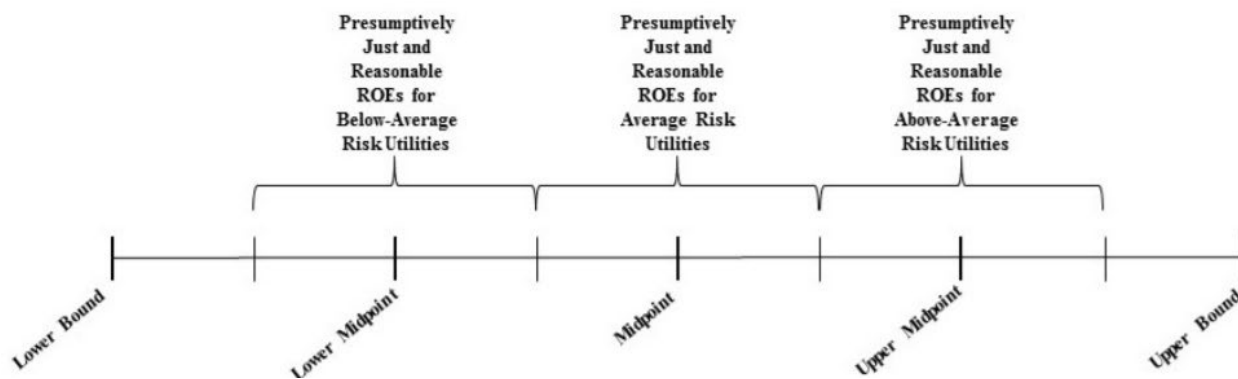 Presumptively
Just and
Reasonable
ROEs for
Below-Average
Risk Utilities
Presumptively
Just and
Reasonable
ROEs for
Average Risk
Utilities
Presumptively
Just and
Reasonable
ROEs for
Above-Average
Risk Utilities
Lower Bound
Lower Midpoint
Midpoint
Upper Midpoint
Upper Bound